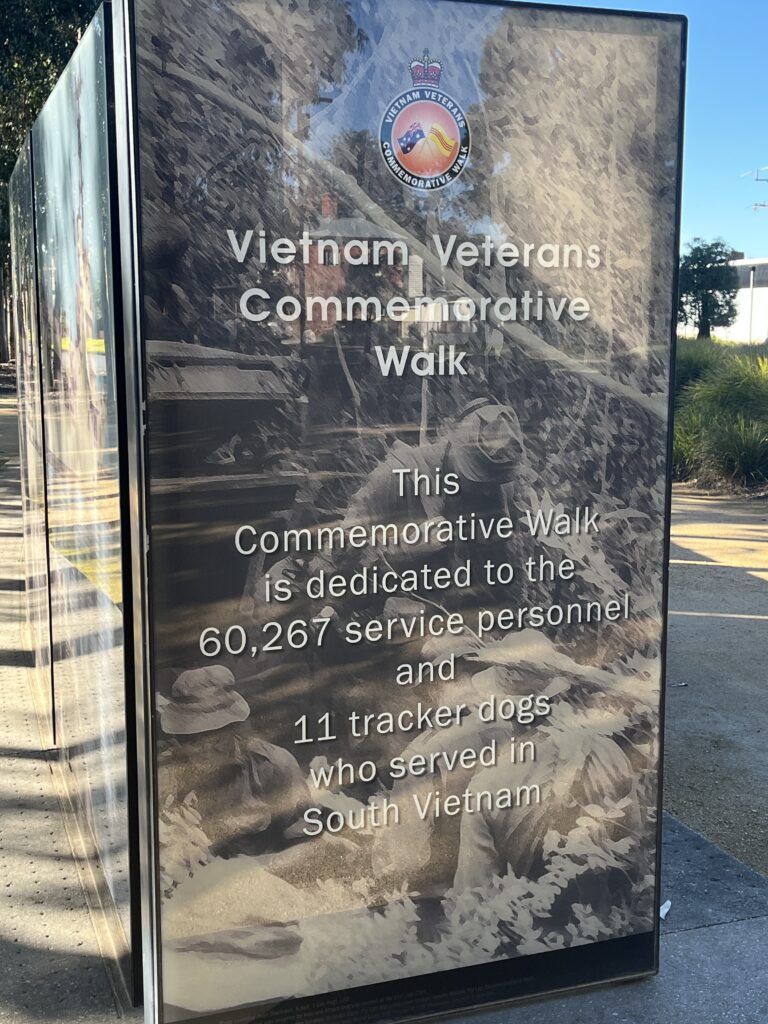 VIETNAM VETERANS
COMMEMORATIVE WALK
Vietnam Veterans
Commemorative
Walk
This
Commemorative Walk
is dedicated to the
60,267 service personnel
and
11 tracker dogs
who served in
South Vietnam